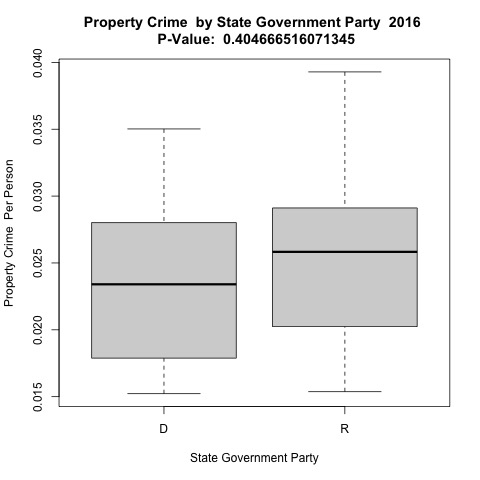 Property Crime  by State Government Party  2016
P-Value:  0.404666516071345
0.040
0.035
0.030
0.025
0.020
0.015
Property Crime  Per Person
D
R
State Government Party